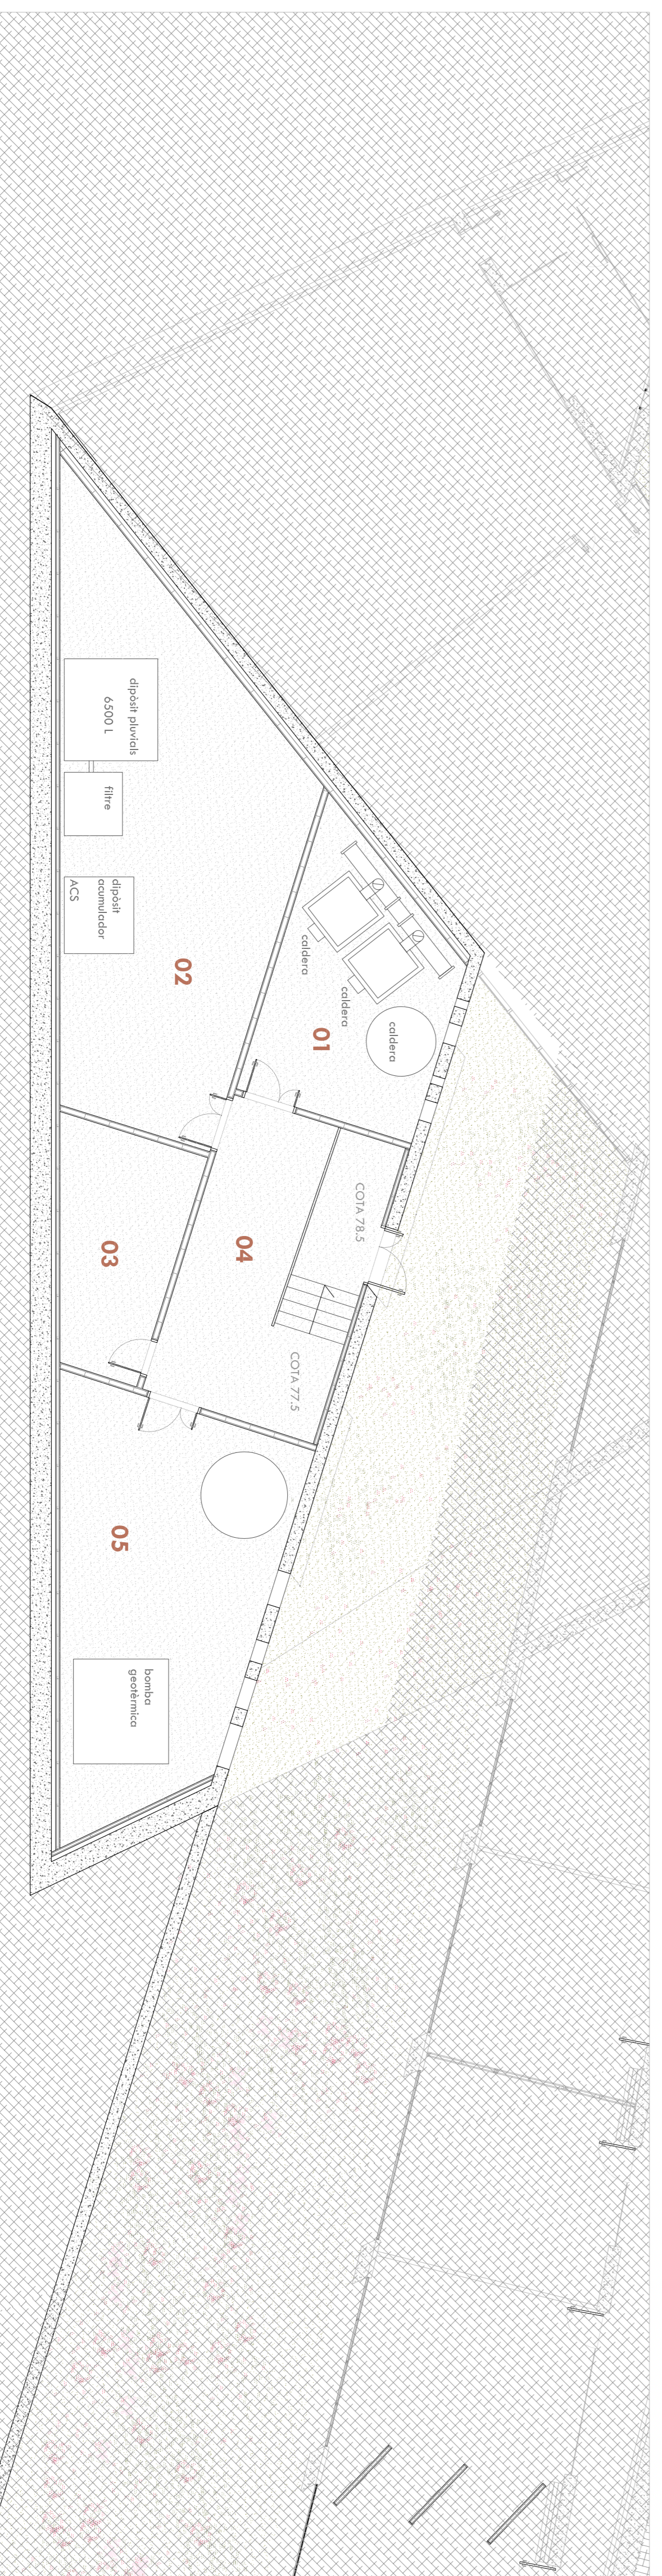 dipòsit pluvials
6500 L
filtre
dipòsit
acumulador
ACS
02
caldera
caldera
caldera
01
COTA 78.5
04
03
COTA 77.5
05
bomba
geotèrmica